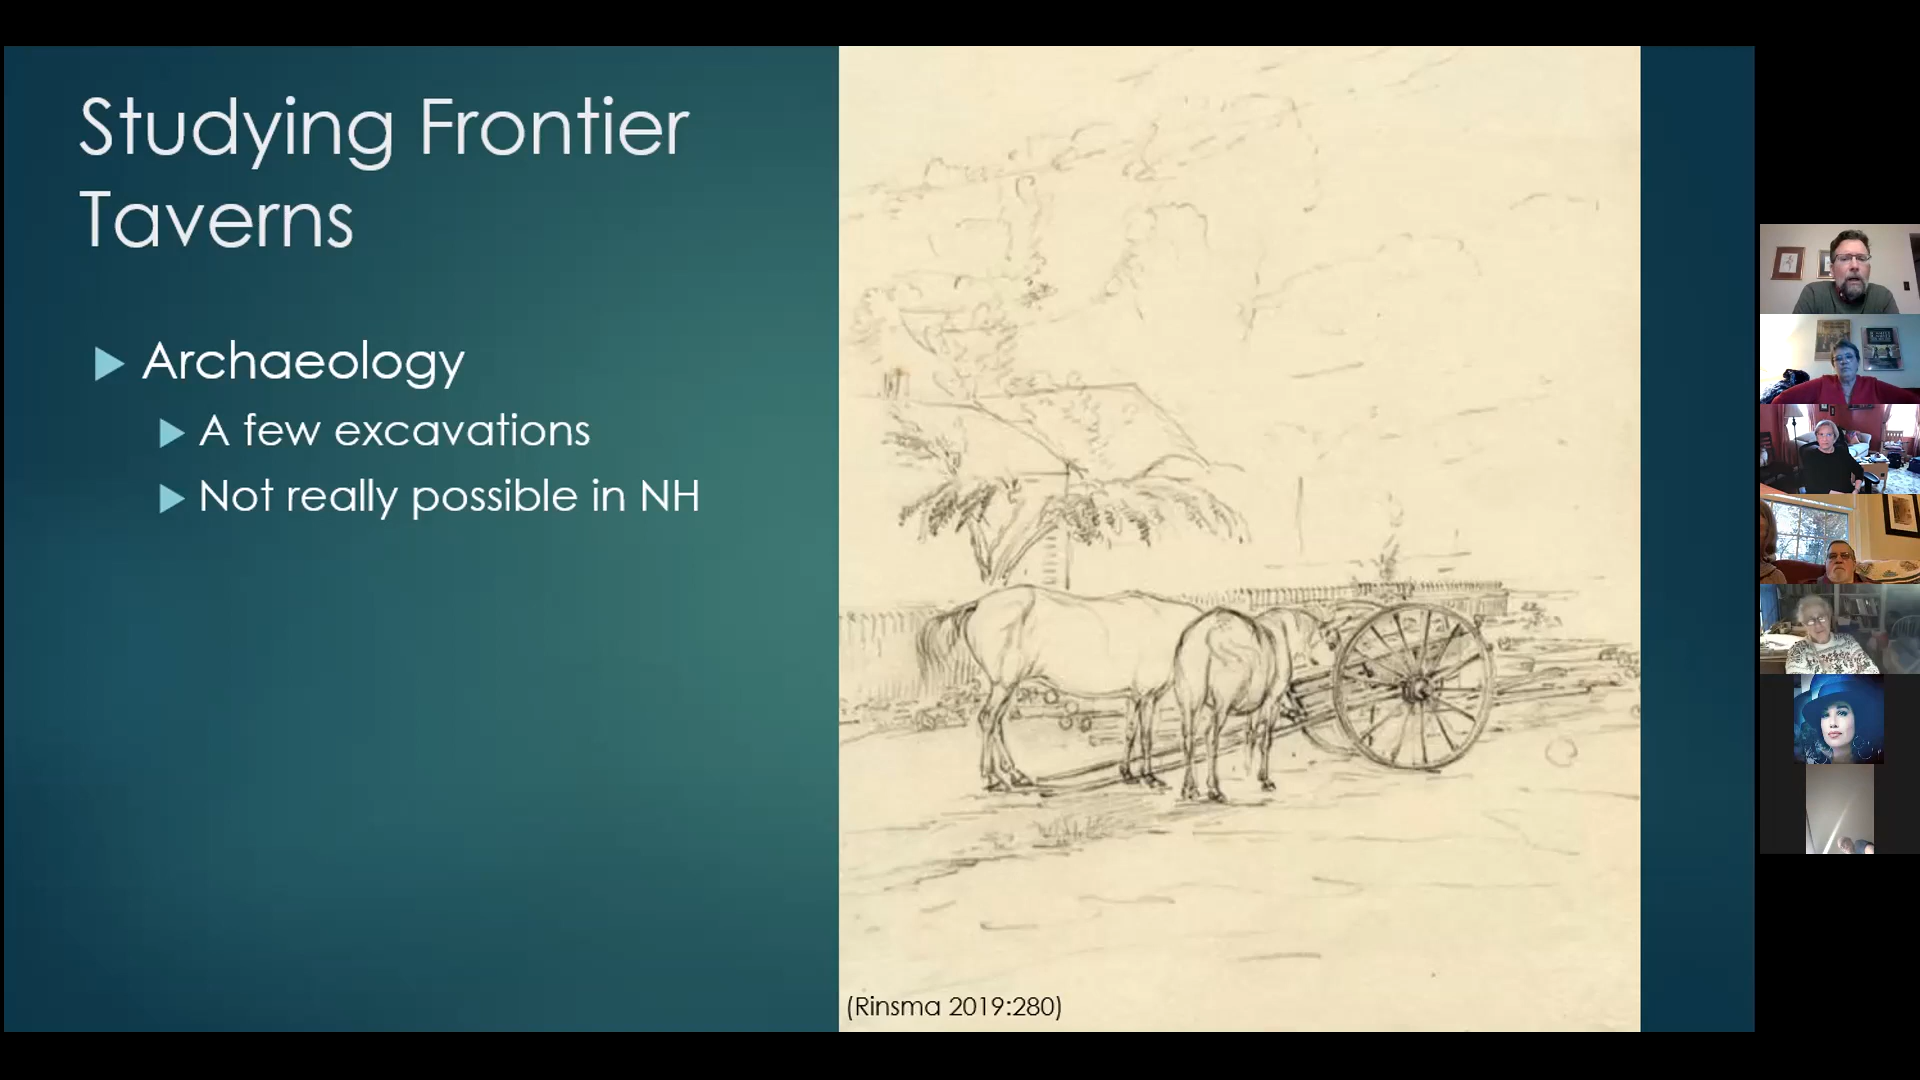 Studying Frontier
Taverns
Archaeology
A few excavations
Not really possible in NH
(Rinsma 2019:280)